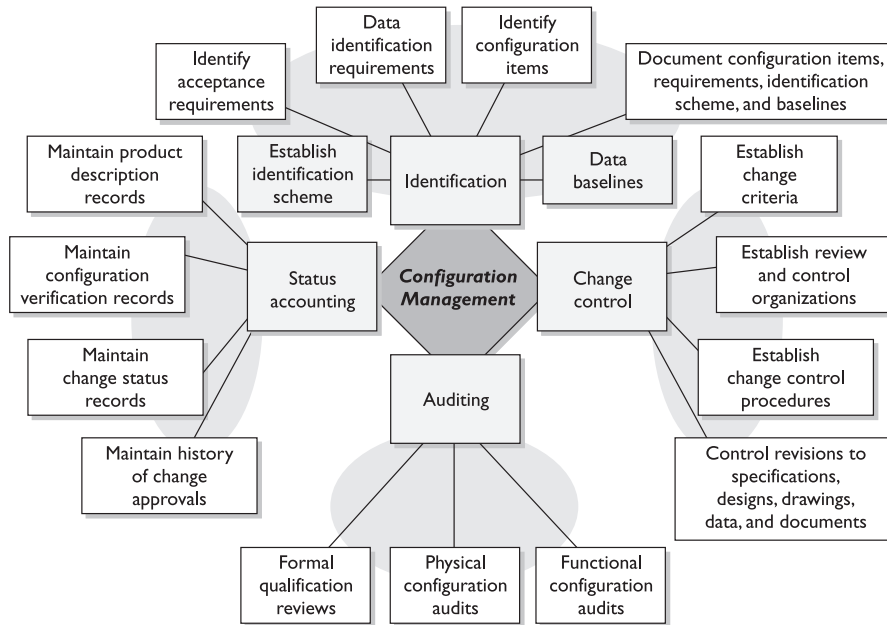 Data
identification
requirements
Identify
configuration
items
Identify
acceptance
requirements
Document configuration items,
requirements, identification
scheme, and baselines
Maintain product
description
records
Establish
identification
scheme
Identification
Data
baselines
Establish
change
criteria
Maintain
configuration
verification records
Status
accounting
Configuration
Management
Change
control
Establish review
and control
organizations
Maintain
change status
records
Auditing
Establish
change control
procedures
Maintain history
of change
approvals
Control revisions to
specifications,
designs, drawings,
data, and documents
Formal
qualification
reviews
Physical
configuration
audits
Functional
configuration
audits